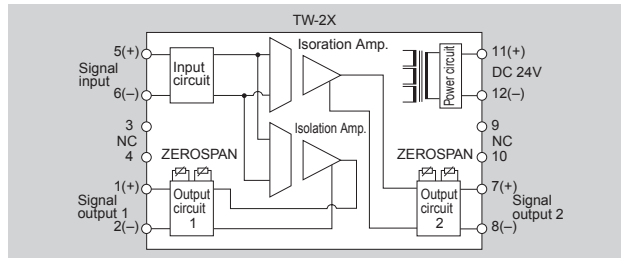 TW-2X
5(+)
Signal
input
6(–)
Input
circuit
Isoration Amp.
Power circuit
11(+)
DC 24V
12(–)
3
NC
4
Isolation Amp.
9
NC
10
ZEROSPAN
ZEROSPAN
1(+)
Signal
output 1
2(–)
Output
circuit
1
Output
circuit
2
7(+)
Signal
output 2
8(–)